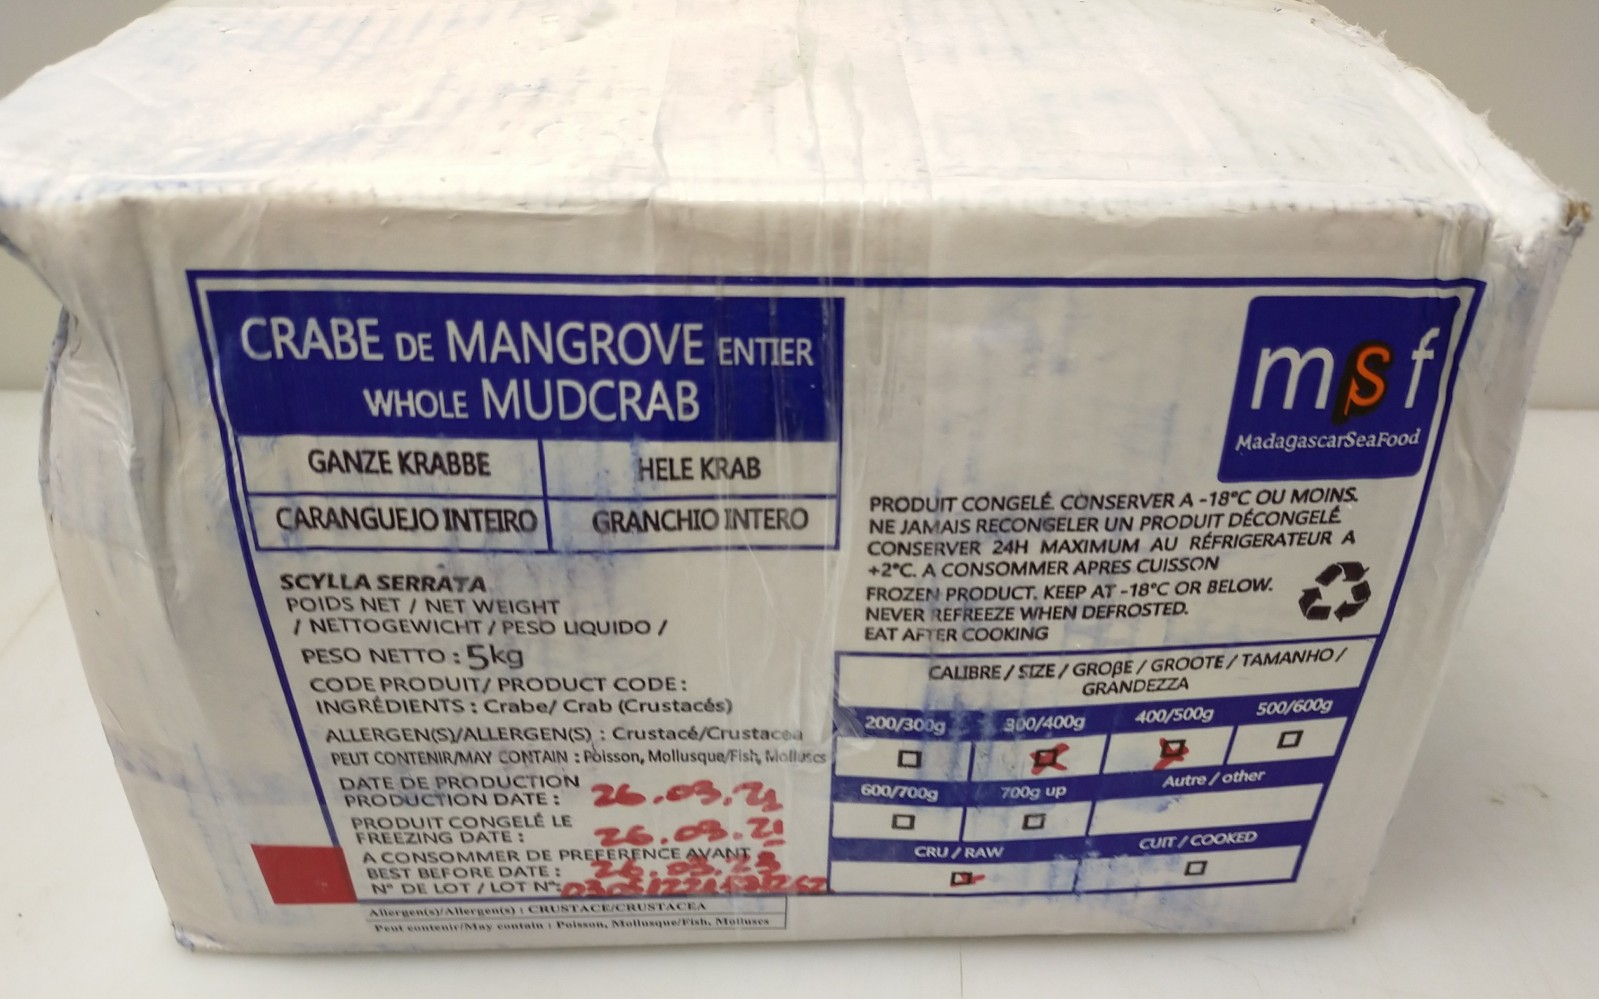 CRABE DE MANGROVE ENTIER
WHOLE MUDCRAB
GANZE KRABBE
HELE KRAB
CARANGUEJO INTEIRO
GRANCHIO INTERO
SCYLLA SERRATA
POIDS NET / NET WEIGHT
/ NETTOGEWICHT / PESO LIQUIDO /
PESO NETTO : 5kg
CODE PRODUIT/ PRODUCT CODE :
INGRÉDIENTS : Crabe/ Crab (Crustacés)
ALLERGEN(S)/ALLERGEN(S) : Crustacé/Crustacea
PEUT CONTENIR/MAY CONTAIN : Poisson, Mollusque/Fish, Molluscs
DATE DE PRODUCTION
PRODUCTION DATE : 26.03.21
PRODUIT CONGELÉ LE
FREEZING DATE : 26.03.21
A CONSOMMER DE PREFERENCE AVANT
BEST BEFORE DATE : 26.03.23
N° DE LOT / LOT N°:
Allergen(s)/Allergen(s) : CRUSTACE/CRUSTACEA
Peut contenir/May contain : Poisson, Mollusque/Fish, Molluscs
msf
MadagascarSeaFood
PRODUIT CONGELÉ. CONSERVER A -18°C OU MOINS.
NE JAMAIS RECONGELER UN PRODUIT DÉCONGELÉ.
CONSERVER 24H MAXIMUM AU RÉFRIGERATEUR A
+2°C. A CONSOMMER APRES CUISSON
FROZEN PRODUCT. KEEP AT -18°C OR BELOW.
NEVER REFREEZE WHEN DEFROSTED.
EAT AFTER COOKING
CALIBRE / SIZE / GROβE / GROOTE / TAMANHO /
GRANDEZZA
200/300g 300/400g 400/500g 500/600g
600/700g 700g up Autre / other
CRU / RAW CUIT / COOKED